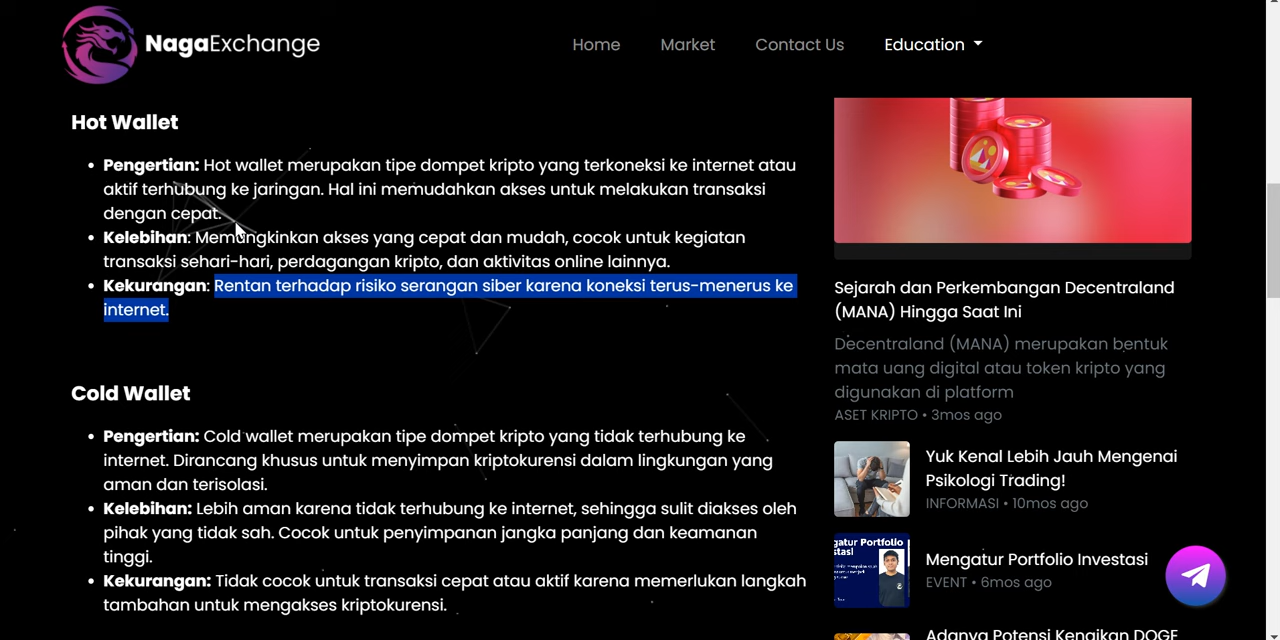 NagaExchange
Home
Market
Contact Us
Education
Hot Wallet
• Pengertian: Hot wallet merupakan tipe dompet kripto yang terkoneksi ke internet atau
aktif terhubung ke jaringan. Hal ini memudahkan akses untuk melakukan transaksi
dengan cepat.
• Kelebihan: Memungkinkan akses yang cepat dan mudah, cocok untuk kegiatan
transaksi sehari-hari, perdagangan kripto, dan aktivitas online lainnya.
• Kekurangan: Rentan terhadap risiko serangan siber karena koneksi terus-menerus ke
internet.
Cold Wallet
• Pengertian: Cold wallet merupakan tipe dompet kripto yang tidak terhubung ke
internet. Dirancang khusus untuk menyimpan kriptokurensi dalam lingkungan yang
aman dan terisolasi.
• Kelebihan: Lebih aman karena tidak terhubung ke internet, sehingga sulit diakses oleh
pihak yang tidak sah. Cocok untuk penyimpanan jangka panjang dan keamanan
tinggi.
• Kekurangan: Tidak cocok untuk transaksi cepat atau aktif karena memerlukan langkah
tambahan untuk mengakses kriptokurensi.
Sejarah dan Perkembangan Decentraland
(MANA) Hingga Saat Ini
Decentraland (MANA) merupakan bentuk
mata uang digital atau token kripto yang
digunakan di platform
ASET KRIPTO • 3mos ago
Yuk Kenal Lebih Jauh Mengenai
Psikologi Trading!
INFORMASI • 10mos ago
gatur Portfolio
stasi
Mengatur Portfolio Investasi
EVENT • 6mos ago
Adanya Potensi Kenaikan DOGE